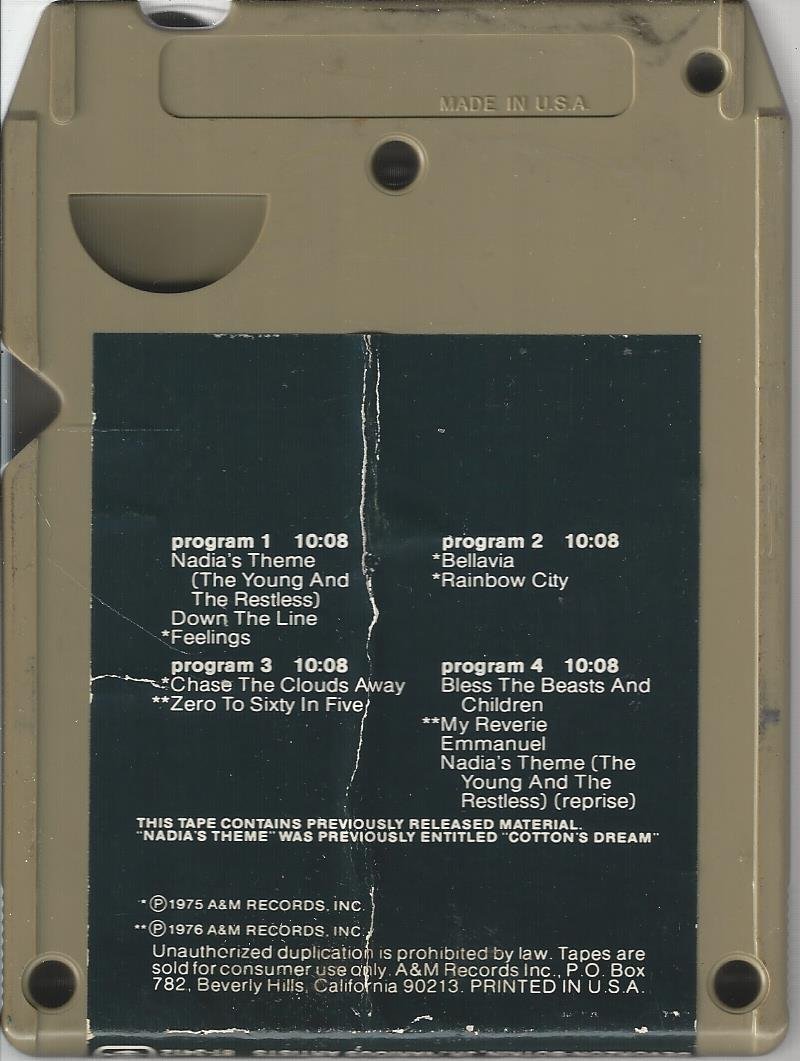 MADE IN U.S.A.
program 1 10:08
Nadia's Theme
(The Young And
The Restless)
Down The Line
*Feelings
program 2 10:08
*Bellavia
*Rainbow City
program 3 10:08
*Chase The Clouds Away
**Zero To Sixty In Five
program 4 10:08
Bless The Beasts And
Children
**My Reverie
Emmanuel
Nadia's Theme (The
Young And The
Restless) (reprise)
THIS TAPE CONTAINS PREVIOUSLY RELEASED MATERIAL.
"NADIA'S THEME" WAS PREVIOUSLY ENTITLED "COTTON'S DREAM"
*Ⓟ1975 A&M RECORDS, INC.
**Ⓟ1976 A&M RECORDS, INC.
Unauthorized duplication is prohibited by law. Tapes are
sold for consumer use only. A&M Records Inc., P.O. Box
782, Beverly Hills, California 90213. PRINTED IN U.S.A.